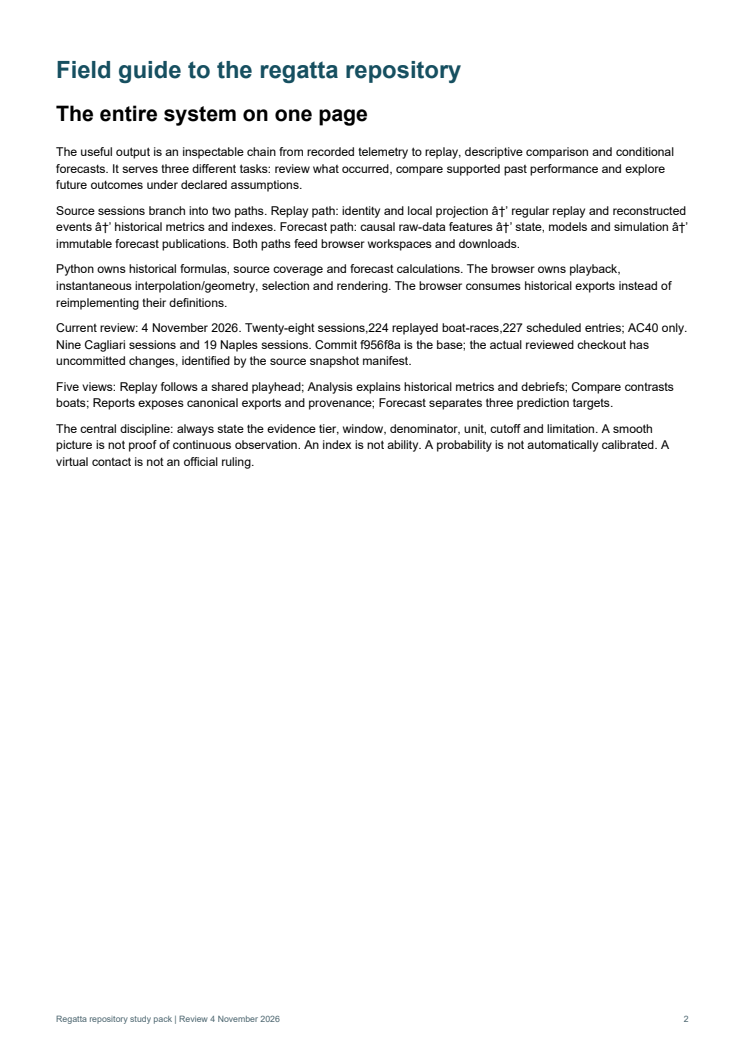 Field guide to the regatta repository
The entire system on one page
The useful output is an inspectable chain from recorded telemetry to replay, descriptive comparison and conditional
forecasts. It serves three different tasks: review what occurred, compare supported past performance and explore
future outcomes under declared assumptions.
Source sessions branch into two paths. Replay path: identity and local projection â†’ regular replay and reconstructed
events â†’ historical metrics and indexes. Forecast path: causal raw-data features â†’ state, models and simulation â†’
immutable forecast publications. Both paths feed browser workspaces and downloads.
Python owns historical formulas, source coverage and forecast calculations. The browser owns playback,
instantaneous interpolation/geometry, selection and rendering. The browser consumes historical exports instead of
reimplementing their definitions.
Current review: 4 November 2026. Twenty-eight sessions,224 replayed boat-races,227 scheduled entries; AC40 only.
Nine Cagliari sessions and 19 Naples sessions. Commit f956f8a is the base; the actual reviewed checkout has
uncommitted changes, identified by the source snapshot manifest.
Five views: Replay follows a shared playhead; Analysis explains historical metrics and debriefs; Compare contrasts
boats; Reports exposes canonical exports and provenance; Forecast separates three prediction targets.
The central discipline: always state the evidence tier, window, denominator, unit, cutoff and limitation. A smooth
picture is not proof of continuous observation. An index is not ability. A probability is not automatically calibrated. A
virtual contact is not an official ruling.
Regatta repository study pack | Review 4 November 2026
2